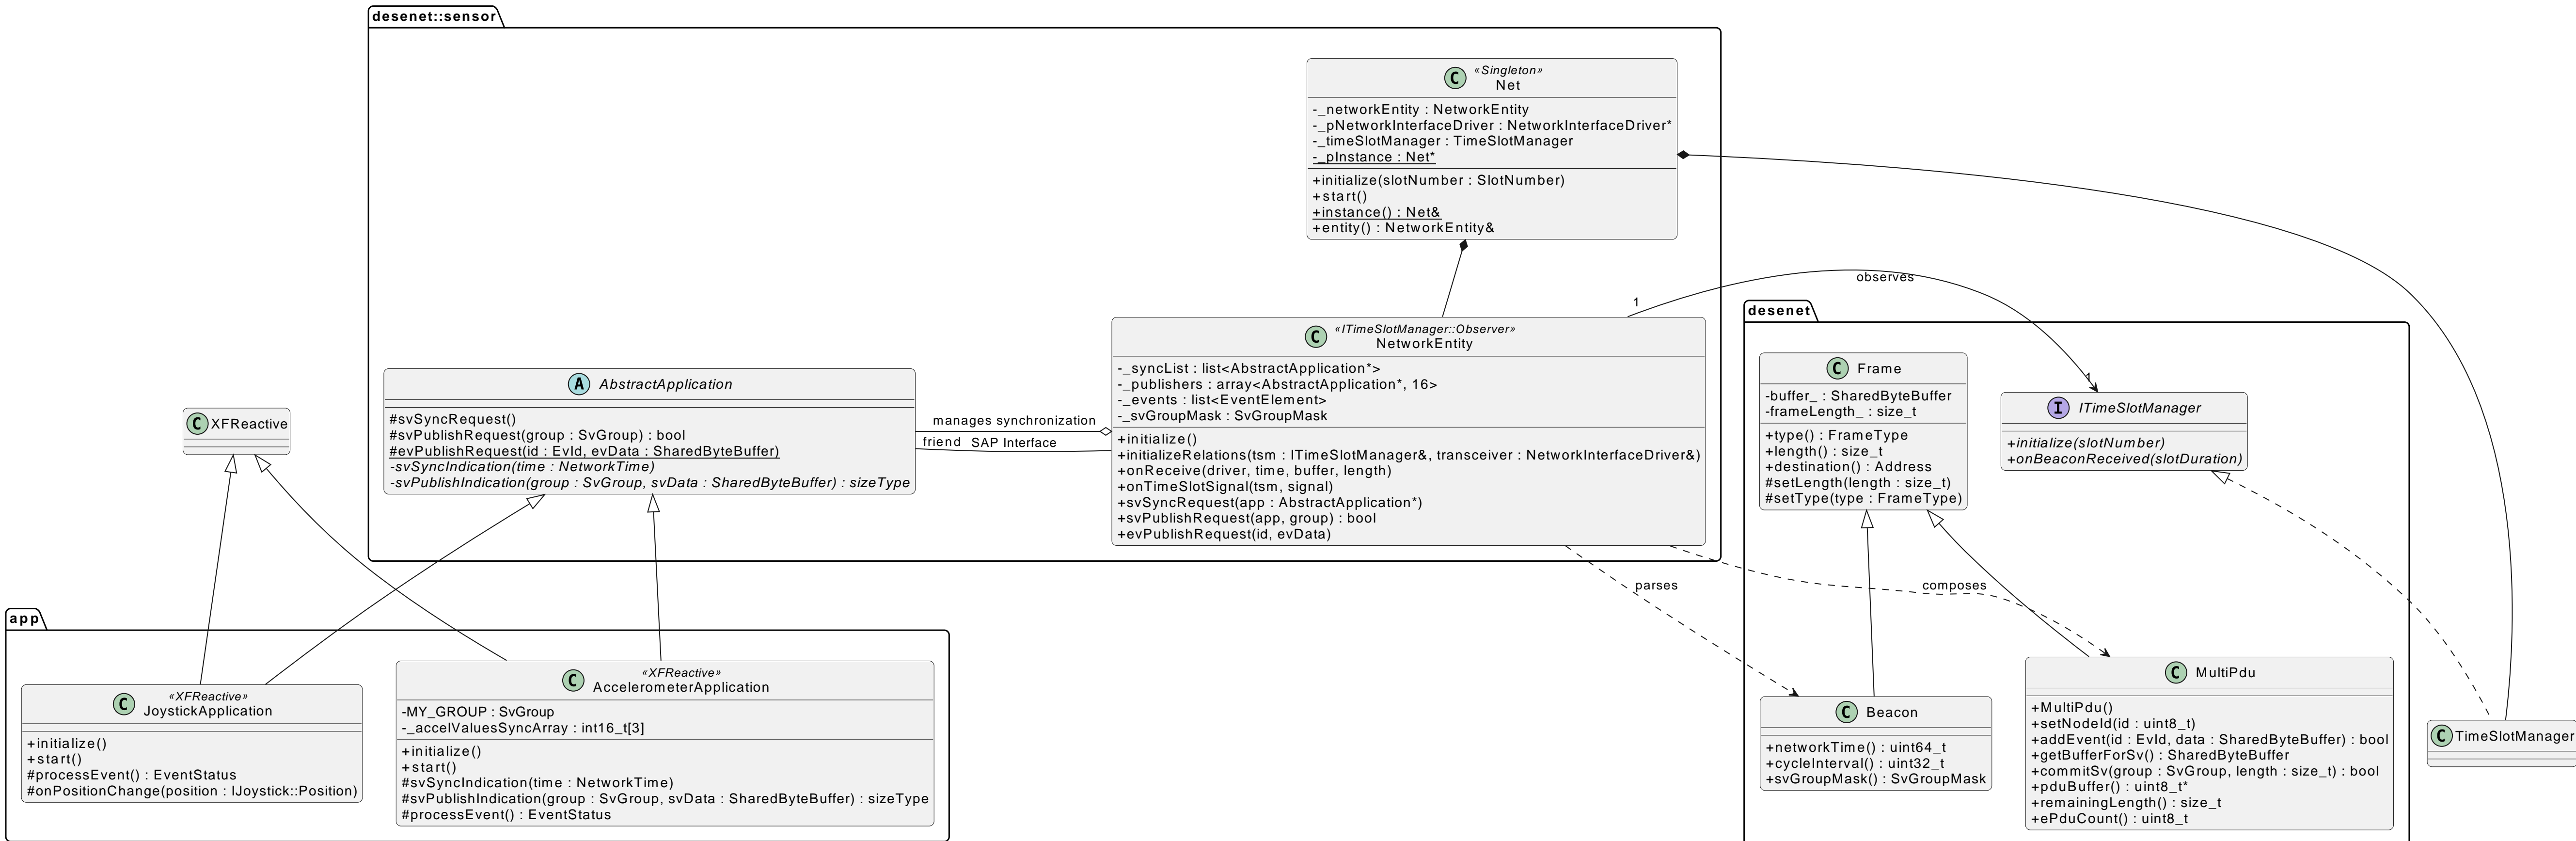 desenet::sensor
«Singleton»
C
Net
-_networkEntity : NetworkEntity
-_pNetworkInterfaceDriver : NetworkInterfaceDriver*
-_timeSlotManager : TimeSlotManager
-_pInstance : Net*
+initialize(slotNumber : SlotNumber)
+start()
+instance() : Net&
+entity() : NetworkEntity&
observes
1
1
desenet
C
«ITimeSlotManager::Observer»
NetworkEntity
-_syncList : list<AbstractApplication*>
-_publishers : array<AbstractApplication*, 16>
-_events : list<EventElement>
-_svGroupMask : SvGroupMask
+initialize()
+initializeRelations(tsm : ITimeSlotManager&, transceiver : NetworkInterfaceDriver&)
+onReceive(driver, time, buffer, length)
+onTimeSlotSignal(tsm, signal)
+svSyncRequest(app : AbstractApplication*)
+svPublishRequest(app, group) : bool
+evPublishRequest(id, evData)
A AbstractApplication
#svSyncRequest()
#svPublishRequest(group : SvGroup) : bool
#evPublishRequest(id : EvId, evData : SharedByteBuffer)
-svSyncIndication(time : NetworkTime)
-svPublishIndication(group : SvGroup, svData : SharedByteBuffer) : sizeType
manages synchronization
friend SAP Interface
C XFReactive
C Frame
-buffer_ : SharedByteBuffer
-frameLength_ : size_t
+type() : FrameType
+length() : size_t
+destination() : Address
#setLength(length : size_t)
#setType(type : FrameType)
I ITimeSlotManager
+initialize(slotNumber)
+onBeaconReceived(slotDuration)
parses
composes
app
C
«XFReactive»
JoystickApplication
+initialize()
+start()
#processEvent() : EventStatus
#onPositionChange(position : IJoystick::Position)
C
«XFReactive»
AccelerometerApplication
-MY_GROUP : SvGroup
-_accelValuesSyncArray : int16_t[3]
+initialize()
+start()
#svSyncIndication(time : NetworkTime)
#svPublishIndication(group : SvGroup, svData : SharedByteBuffer) : sizeType
#processEvent() : EventStatus
C Beacon
+networkTime() : uint64_t
+cycleInterval() : uint32_t
+svGroupMask() : SvGroupMask
C MultiPdu
+MultiPdu()
+setNodeId(id : uint8_t)
+addEvent(id : EvId, data : SharedByteBuffer) : bool
+getBufferForSv() : SharedByteBuffer
+commitSv(group : SvGroup, length : size_t) : bool
+pduBuffer() : uint8_t*
+remainingLength() : size_t
+ePduCount() : uint8_t
C TimeSlotManager